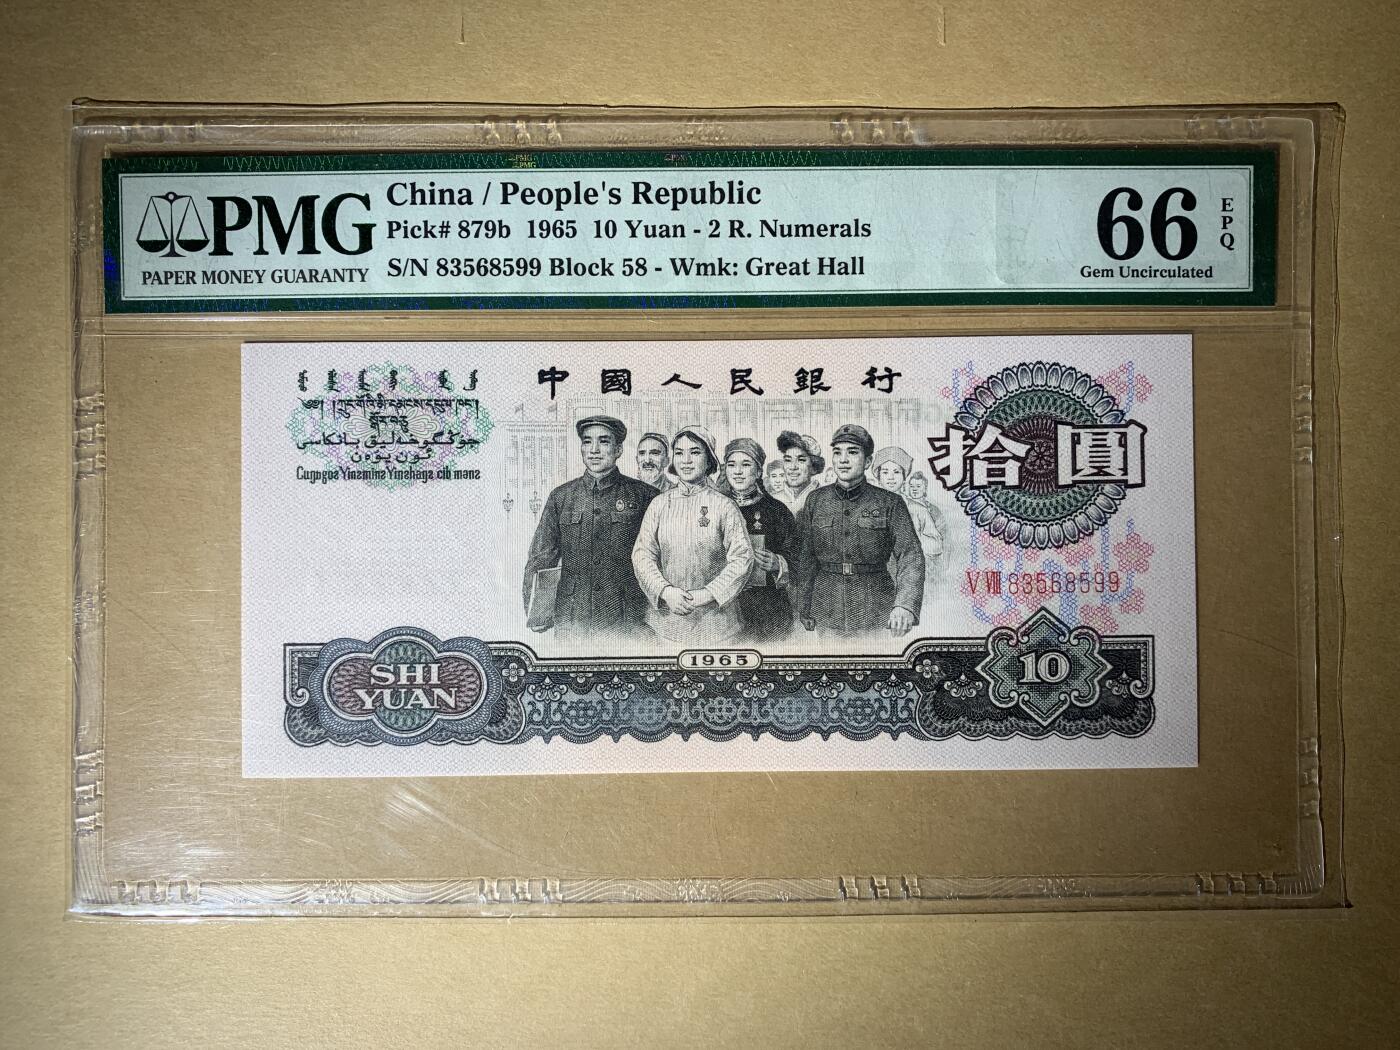 PMG
PAPER MONEY GUARANTY
China / People's Republic
Pick# 879b 1965 10 Yuan - 2 R. Numerals
S/N 83568599 Block 58 - Wmk: Great Hall
66
EPQ
Gem Uncirculated
中國人民銀行
拾圓
Ⅴ Ⅷ 83568599
1965
SHI
YUAN
10